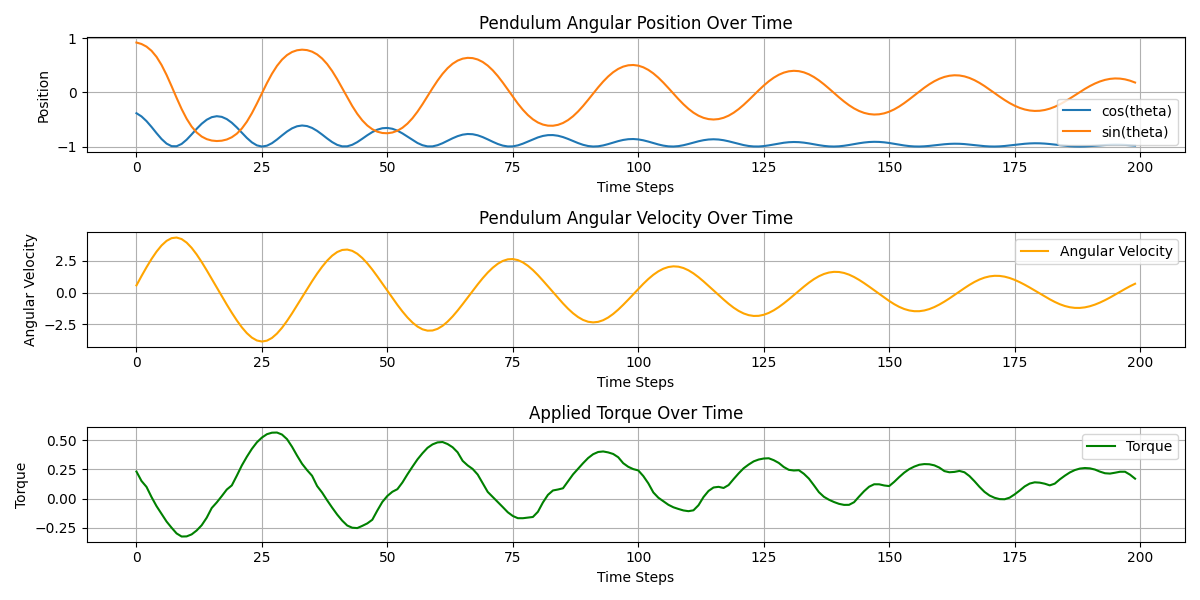 Pendulum Angular Position Over Time
1
0
−1
Position
cos(theta)
sin(theta)
0 25 50 75 100 125 150 175 200
Time Steps
Pendulum Angular Velocity Over Time
2.5
0.0
−2.5
Angular Velocity
Angular Velocity
0 25 50 75 100 125 150 175 200
Time Steps
Applied Torque Over Time
0.50
0.25
0.00
−0.25
Torque
Torque
0 25 50 75 100 125 150 175 200
Time Steps